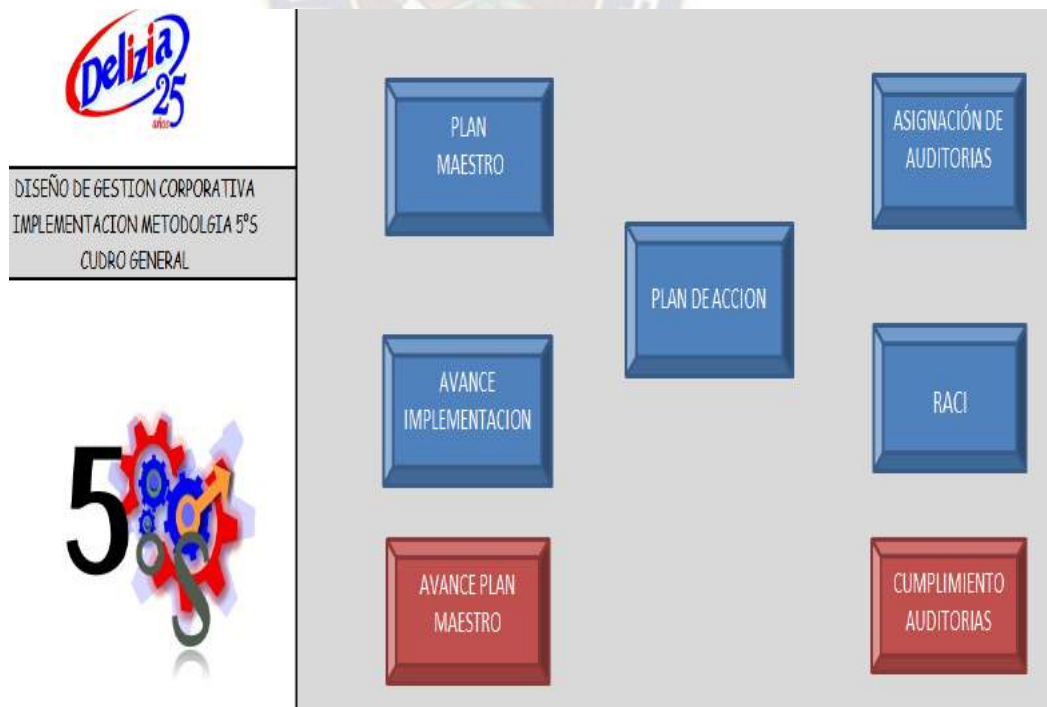 Delizia
25
años
DISEÑO DE GESTION CORPORATIVA
IMPLEMENTACION METODOLGIA 5°S
CUDRO GENERAL
5°S
PLAN
MAESTRO
ASIGNACIÓN DE
AUDITORIAS
PLAN DE ACCION
AVANCE
IMPLEMENTACION
RACI
AVANCE PLAN
MAESTRO
CUMPLIMIENTO
AUDITORIAS